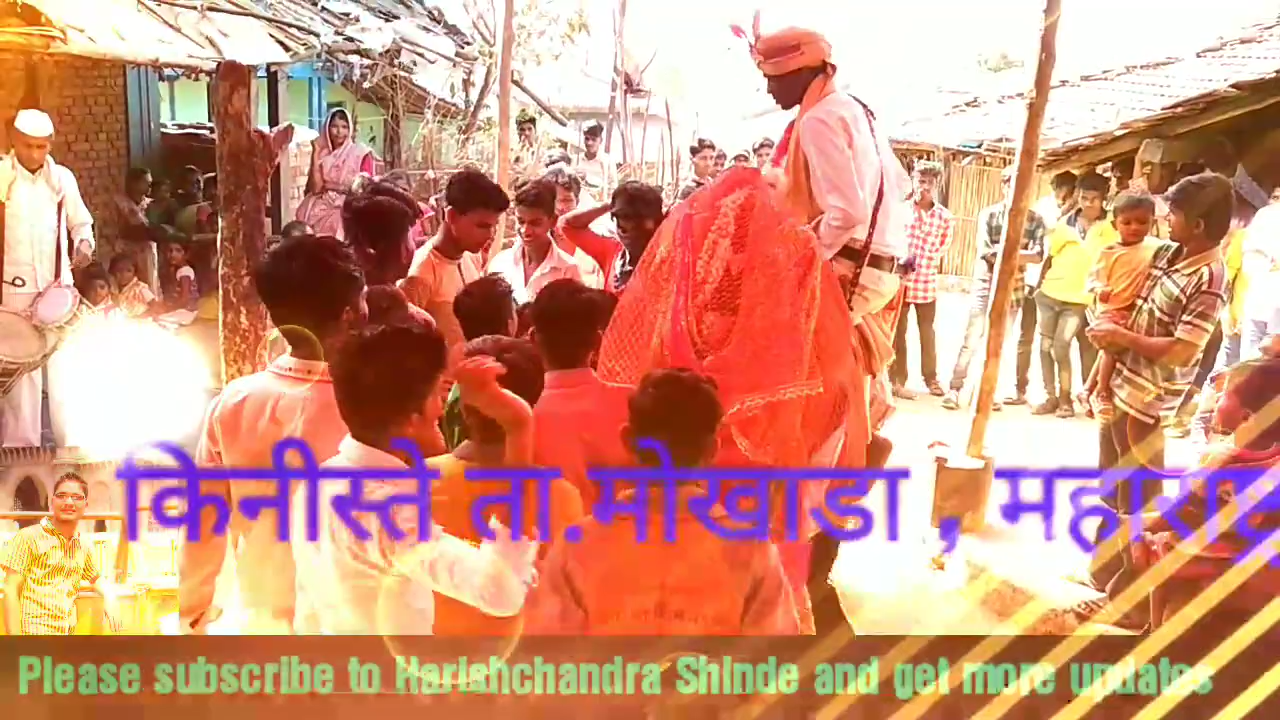 किनीस्ते ता.मोखाडा , महाराष्ट्र
Please subscribe to Harishchandra Shinde and get more updates